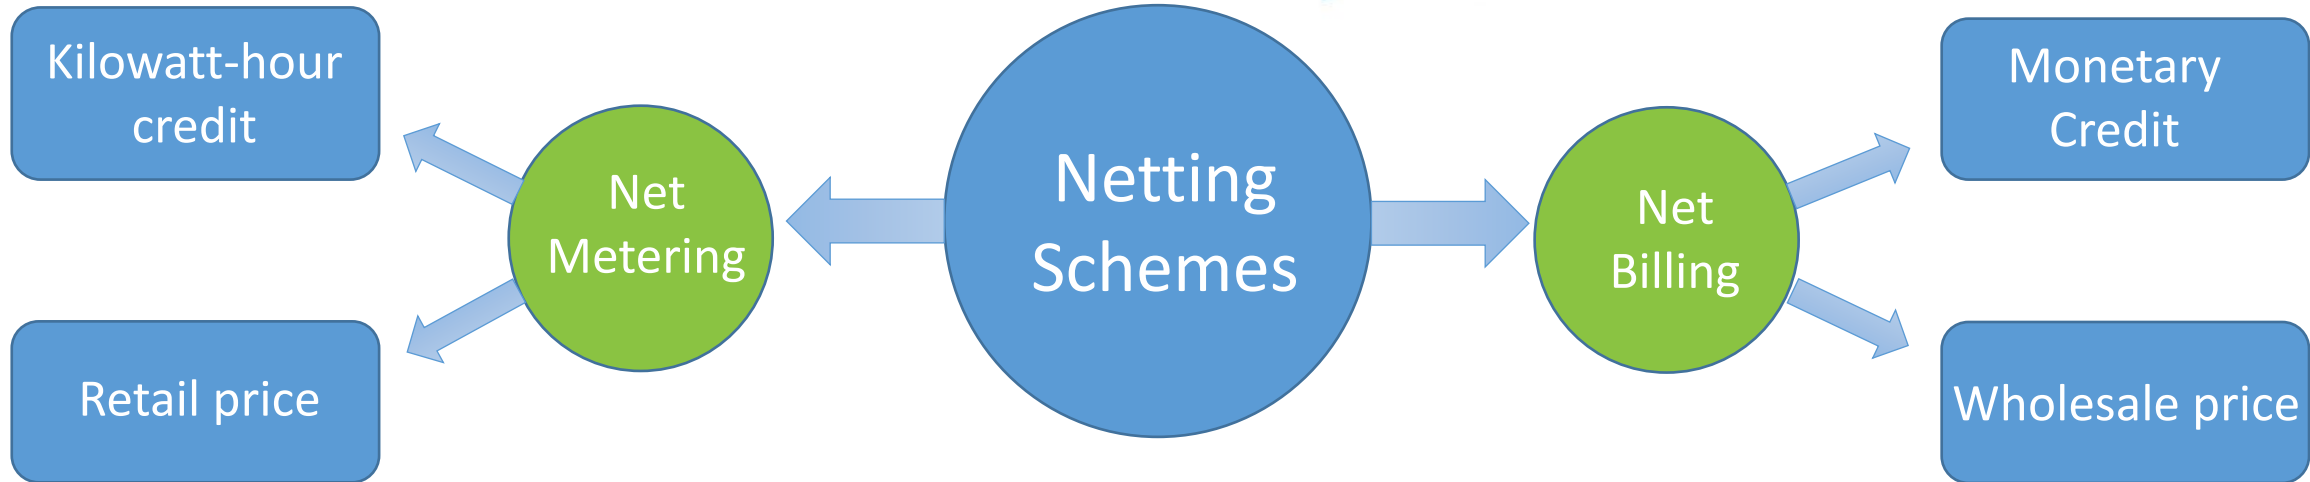 Kilowatt-hour
credit
Retail price
Net
Metering
Netting
Schemes
Net
Billing
Monetary
Credit
Wholesale price